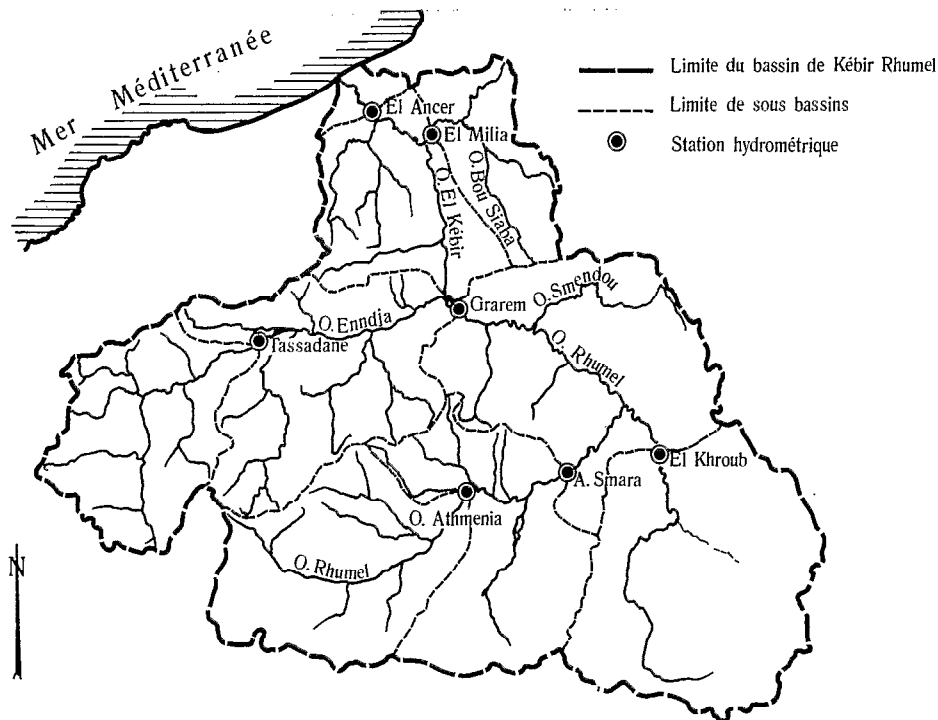 Mer Méditerranée
Limite du bassin de Kébir Rhumel
Limite de sous bassins
Station hydrométrique
El Ancer
El Milia
O. Bou Siaba
O. El Kébir
Grarem
O. Smendou
O. Enndja
Tassadane
O. Rhumel
El Khroub
A. Smara
O. Athmenia
O. Rhumel
N